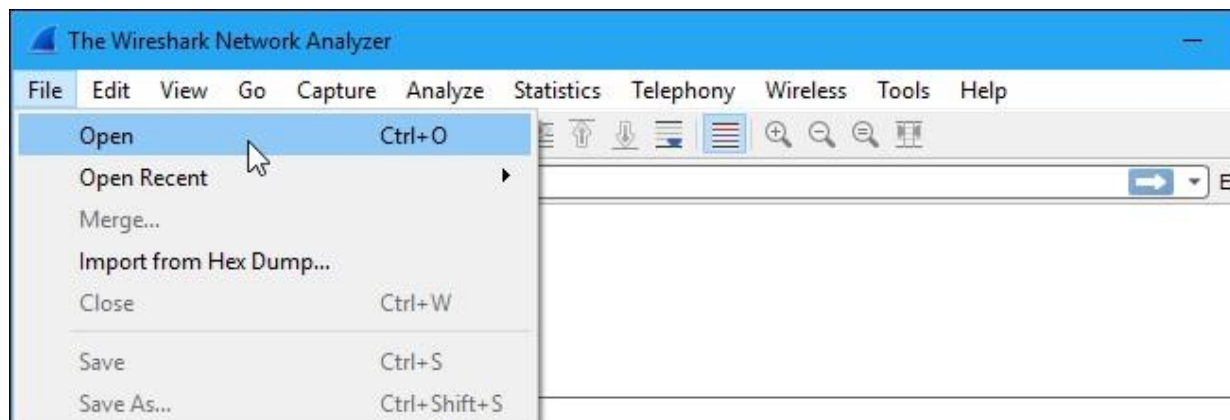 The Wireshark Network Analyzer
File Edit View Go Capture Analyze Statistics Telephony Wireless Tools Help
Open Ctrl+O
Open Recent
Merge...
Import from Hex Dump...
Close Ctrl+W
Save Ctrl+S
Save As... Ctrl+Shift+S